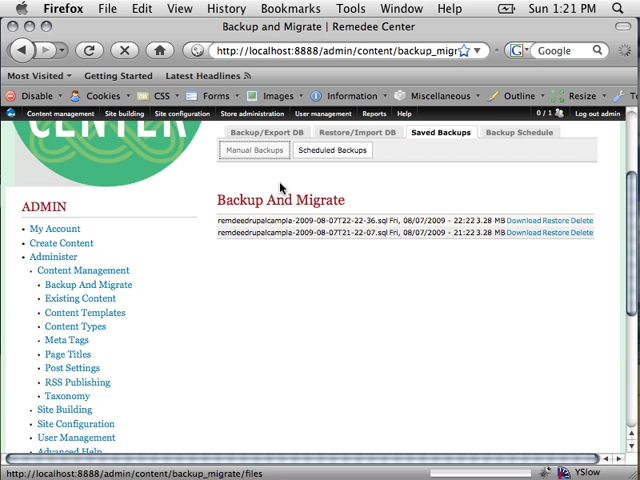 Firefox File Edit View History Bookmarks Tools Window Help Sun 1:21 PM
Backup and Migrate | Remedee Center
http://localhost:8888/admin/content/backup_migr Google
Most Visited Getting Started Latest Headlines
Disable Cookies CSS Forms Images Information Miscellaneous Outline Resize To
Content management Site building Site configuration Store administration User management Reports Help 0 / 1 Log out admin
CENTER
Backup/Export DB Restore/Import DB Saved Backups Backup Schedule
Manual Backups Scheduled Backups
Backup And Migrate
remdeedrupalcampla-2009-08-07T22-22-36.sql Fri, 08/07/2009 - 22:22 3.28 MB Download Restore Delete
remdeedrupalcampla-2009-08-07T21-22-07.sql Fri, 08/07/2009 - 21:22 3.28 MB Download Restore Delete
ADMIN
My Account
Create Content
Administer
Content Management
Backup And Migrate
Existing Content
Content Templates
Content Types
Meta Tags
Page Titles
Post Settings
RSS Publishing
Taxonomy
Site Building
Site Configuration
User Management
Advanced Help
http://localhost:8888/admin/content/backup_migrate/files YSlow